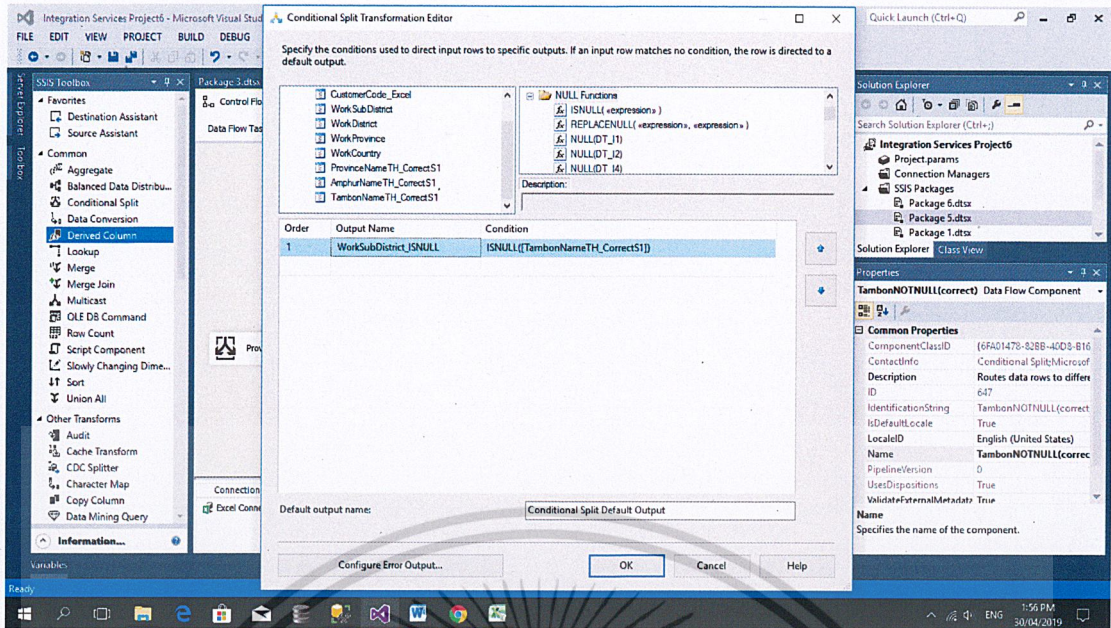 Integration Services Project6 - Microsoft Visual Stud
Conditional Split Transformation Editor
Quick Launch (Ctrl+Q)
FILE EDIT VIEW PROJECT BUILD DEBUG
Specify the conditions used to direct input rows to specific outputs. If an input row matches no condition, the row is directed to a
default output.
Server Explorer
Toolbox
SSIS Toolbox
Favorites
Destination Assistant
Source Assistant
Common
Aggregate
Balanced Data Distribu...
Conditional Split
Data Conversion
Derived Column
Lookup
Merge
Merge Join
Multicast
OLE DB Command
Row Count
Script Component
Slowly Changing Dime...
Sort
Union All
Other Transforms
Audit
Cache Transform
CDC Splitter
Character Map
Copy Column
Data Mining Query
Information...
Package 3.dtsx
Control Flo
Data Flow Tas
Prov
Connection
Excel Conne
CustomerCode_Excel
WorkSubDistrict
WorkDistrict
WorkProvince
WorkCountry
ProvinceNameTH_CorrectS1
AmphurNameTH_CorrectS1
TambonNameTH_CorrectS1
NULL Functions
ISNULL( «expression» )
REPLACENULL( «expression», «expression» )
NULL(DT_I1)
NULL(DT_I2)
NULL(DT_I4)
Description:
Order Output Name Condition
1 WorkSubDistrict_ISNULL ISNULL([TambonNameTH_CorrectS1])
Default output name: Conditional Split Default Output
Configure Error Output... OK Cancel Help
Solution Explorer
Search Solution Explorer (Ctrl+;)
Integration Services Project6
Project.params
Connection Managers
SSIS Packages
Package 6.dtsx
Package 5.dtsx
Package 1.dtsx
Solution Explorer Class View
Properties
TambonNOTNULL(correct) Data Flow Component
Common Properties
ComponentClassID {6FA01478-82BB-40D8-B16
ContactInfo Conditional Split;Microsof
Description Routes data rows to differe
ID 647
IdentificationString TambonNOTNULL(correct
IsDefaultLocale True
LocaleID English (United States)
Name TambonNOTNULL(correc
PipelineVersion 0
UsesDispositions True
ValidateExternalMetadata True
Name
Specifies the name of the component.
Variables
Ready
ENG
1:56 PM
30/04/2019